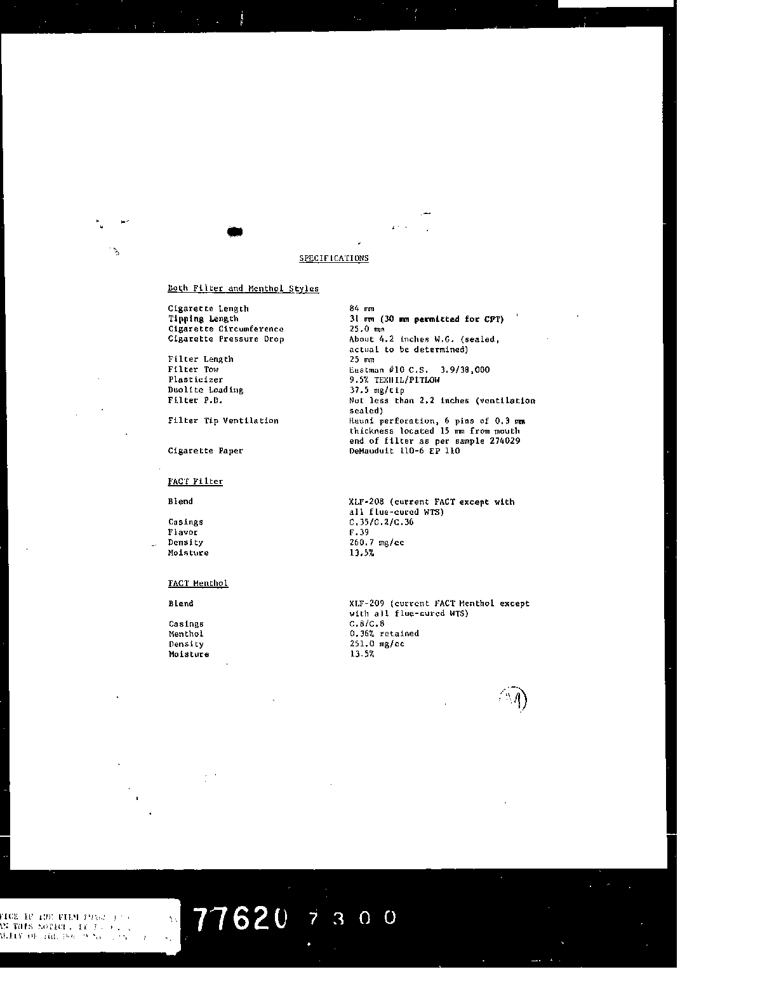 SPECIFICATIONS
Both Filter and Menthol Styles
Cigarette Length 84 mm
Tipping Length 31 mm (30 mm permitted for CPT)
Cigarette Circumference 25.0 mm
Cigarette Pressure Drop About 4.2 inches W.G. (sealed,
actual to be determined)
Filter Length 25 mm
Filter Tow Eastman #10 C.S. 3.9/38,000
Plasticizer 9.5% TEXHIL/PITLOW
Duolite Loading 37.5 mg/tip
Filter P.D. Not less than 2.2 inches (ventilation
sealed)
Filter Tip Ventilation Hauni perforation, 6 pins of 0.3 mm
thickness located 15 mm from mouth
end of filter as per sample 274029
Cigarette Paper DeMauduit 110-6 EP 110
FACT Filter
Blend XLF-208 (current FACT except with
all flue-cured WTS)
Casings C.35/C.2/C.36
Flavor F.39
Density 260.7 mg/cc
Moisture 13.5%
FACT Menthol
Blend XLF-209 (current FACT Menthol except
with all flue-cured WTS)
Casings C.8/C.8
Menthol 0.36% retained
Density 251.0 mg/cc
Moisture 13.5%
IF THE FILM
THIS NOTICE, IT
OF
77620 7300